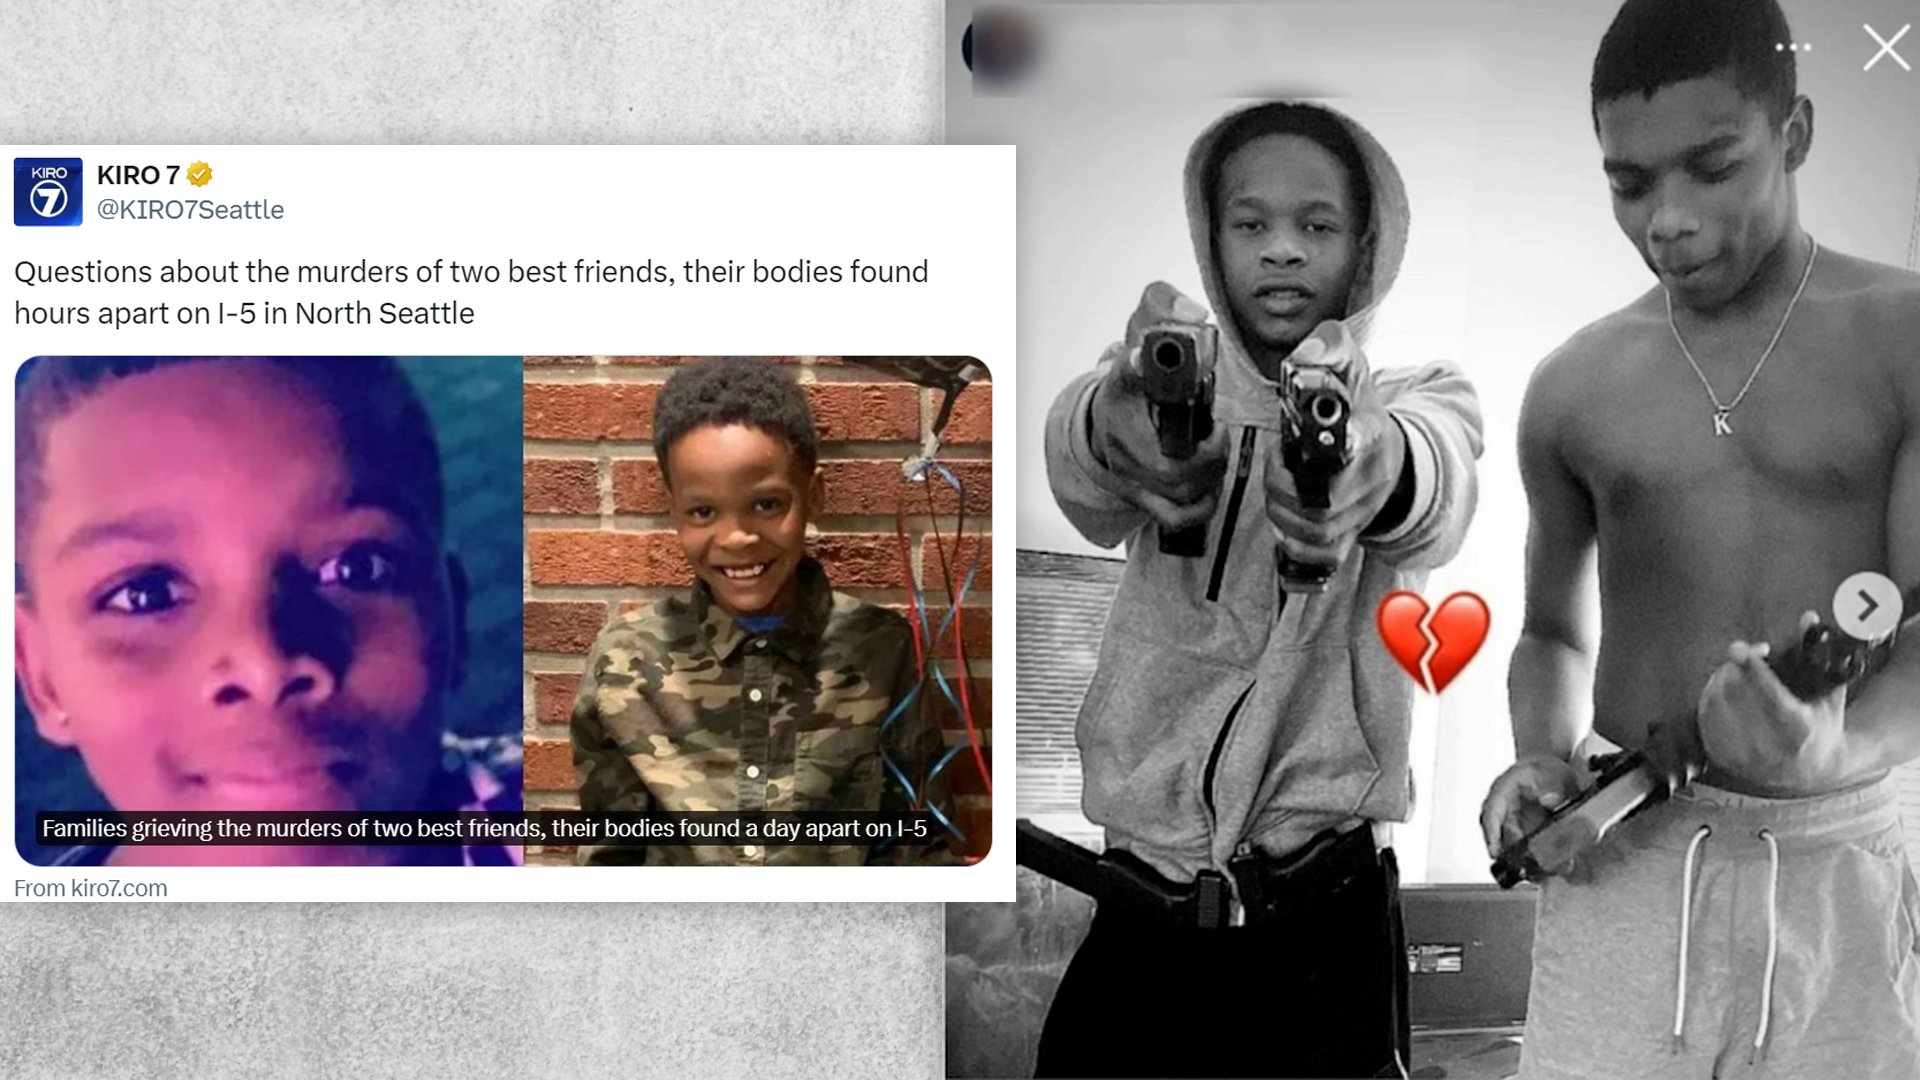 KIRO
7
KIRO 7
@KIRO7Seattle
Questions about the murders of two best friends, their bodies found
hours apart on I-5 in North Seattle
Families grieving the murders of two best friends, their bodies found a day apart on I-5
From kiro7.com
K